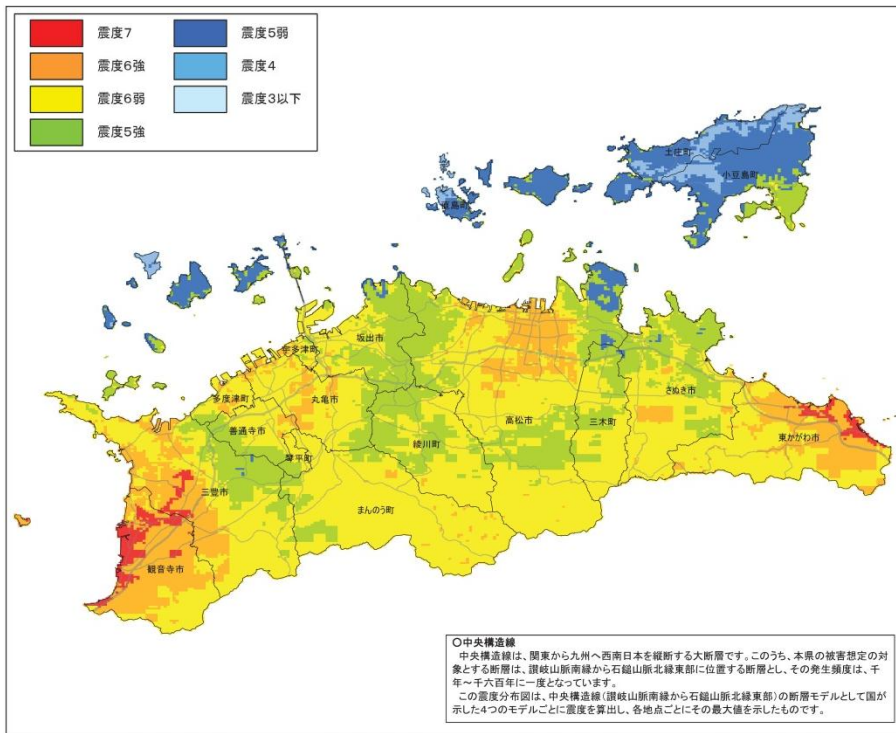 震度7
震度6強
震度6弱
震度5強
震度5弱
震度4
震度3以下
土庄町
小豆島町
直島町
坂出市
宇多津町
多度津町
丸亀市
善通寺市
琴平町
綾川町
高松市
三木町
さぬき市
東かがわ市
三豊市
まんのう町
観音寺市
○中央構造線
中央構造線は、関東から九州へ西南日本を縦断する大断層です。このうち、本県の被害想定の対
象とする断層は、讃岐山脈南縁から石鎚山脈北縁東部に位置する断層とし、その発生頻度は、千
年~千六百年に一度となっています。
この震度分布図は、中央構造線(讃岐山脈南縁から石鎚山脈北縁東部)の断層モデルとして国が
示した4つのモデルごとに震度を算出し、各地点ごとにその最大値を示したものです。